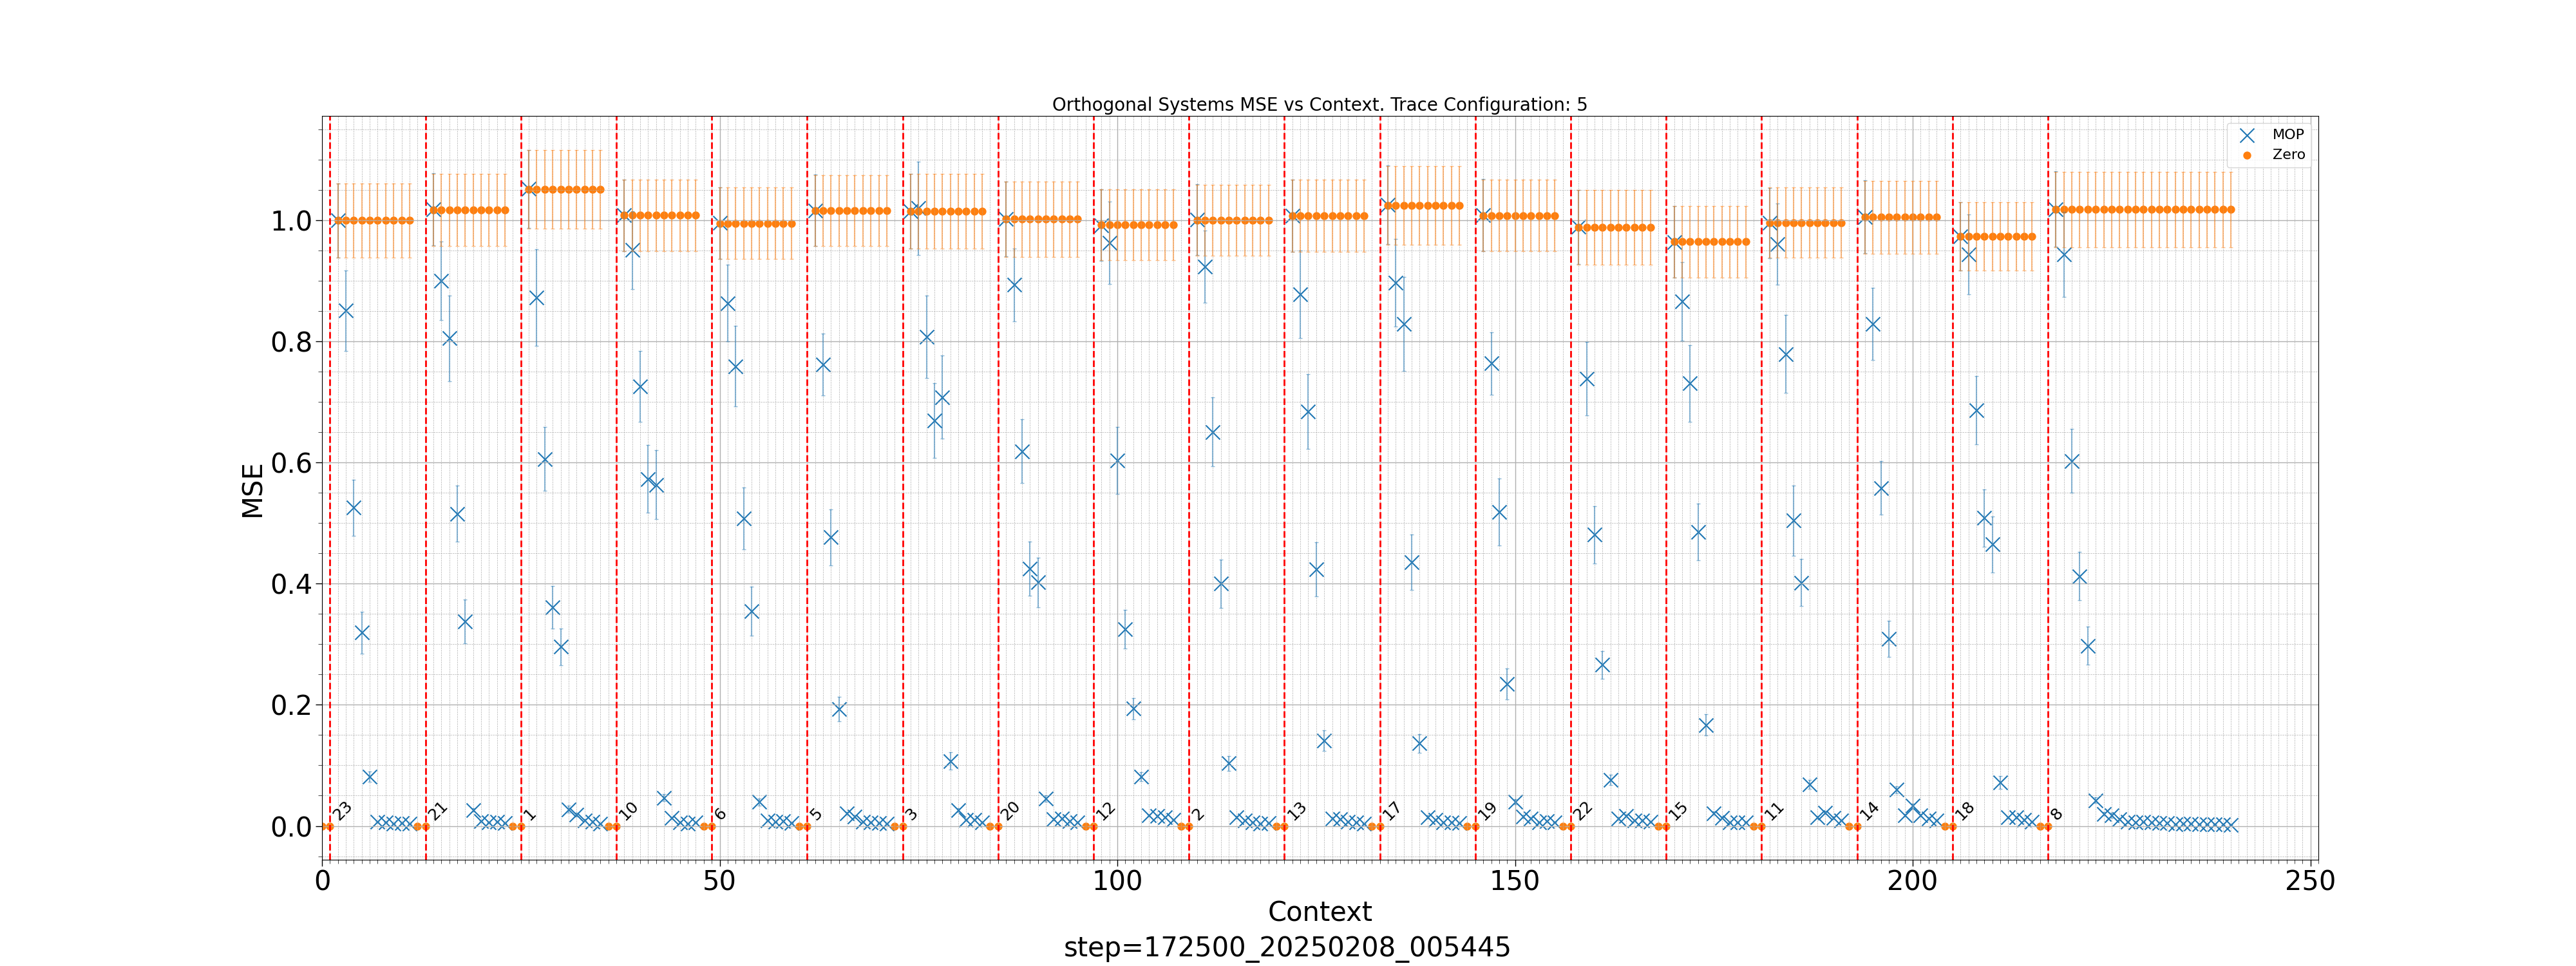 Orthogonal Systems MSE vs Context. Trace Configuration: 5
MOP
Zero
MSE
1.0
0.8
0.6
0.4
0.2
0.0
23 21 1 10 6 5 3 20 12 2 13 17 19 22 15 11 14 18 8
0 50 100 150 200 250
Context
step=172500_20250208_005445